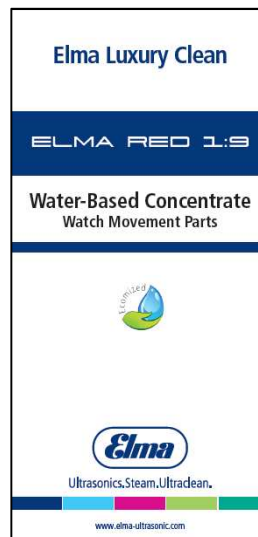 Elma Luxury Clean
ELMA RED 1:9
Water-Based Concentrate
Watch Movement Parts
Ecomized
Elma
Ultrasonics.Steam.Ultraclean.
www.elma-ultrasonic.com